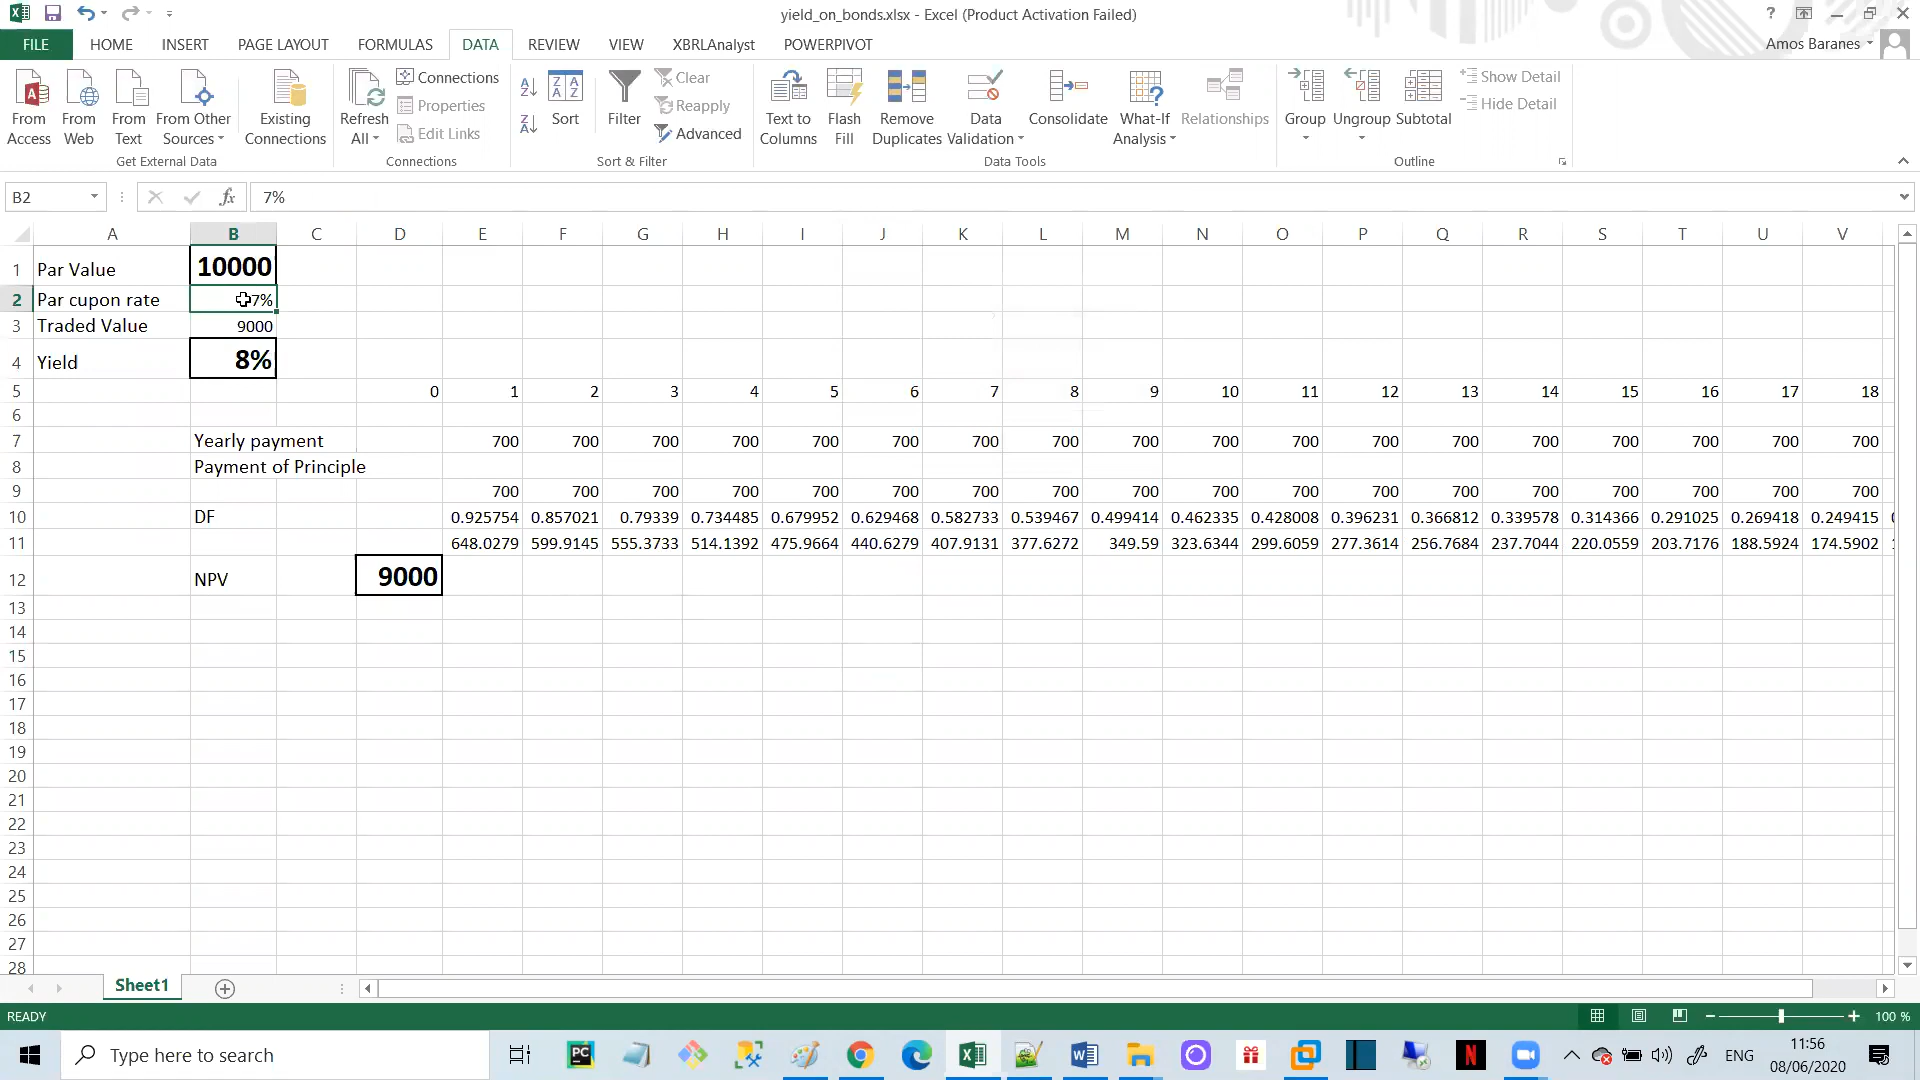 yield_on_bonds.xlsx - Excel (Product Activation Failed)
?
FILE HOME INSERT PAGE LAYOUT FORMULAS DATA REVIEW VIEW XBRLAnalyst POWERPIVOT Amos Baranes
From Access
From Web
From Text
From Other Sources
Existing Connections
Get External Data
Refresh All
Connections
Properties
Edit Links
Connections
Sort
Filter
Clear
Reapply
Advanced
Sort & Filter
Text to Columns
Flash Fill
Remove Duplicates
Data Validation
Consolidate
What-If Analysis
Relationships
Data Tools
Group
Ungroup
Subtotal
Show Detail
Hide Detail
Outline
B2 fx 7%
A B C D E F G H I J K L M N O P Q R S T U V
1 Par Value 10000
2 Par cupon rate 7%
3 Traded Value 9000
4 Yield 8%
5 0 1 2 3 4 5 6 7 8 9 10 11 12 13 14 15 16 17 18
6
7 Yearly payment 700 700 700 700 700 700 700 700 700 700 700 700 700 700 700 700 700 700
8 Payment of Principle
9 700 700 700 700 700 700 700 700 700 700 700 700 700 700 700 700 700 700
10 DF 0.925754 0.857021 0.79339 0.734485 0.679952 0.629468 0.582733 0.539467 0.499414 0.462335 0.428008 0.396231 0.366812 0.339578 0.314366 0.291025 0.269418 0.249415
11 648.0279 599.9145 555.3733 514.1392 475.9664 440.6279 407.9131 377.6272 349.59 323.6344 299.6059 277.3614 256.7684 237.7044 220.0559 203.7176 188.5924 174.5902
12 NPV 9000
13
14
15
16
17
18
19
20
21
22
23
24
25
26
27
28
Sheet1
READY 100 %
Type here to search
PC
N
ENG
11:56
08/06/2020